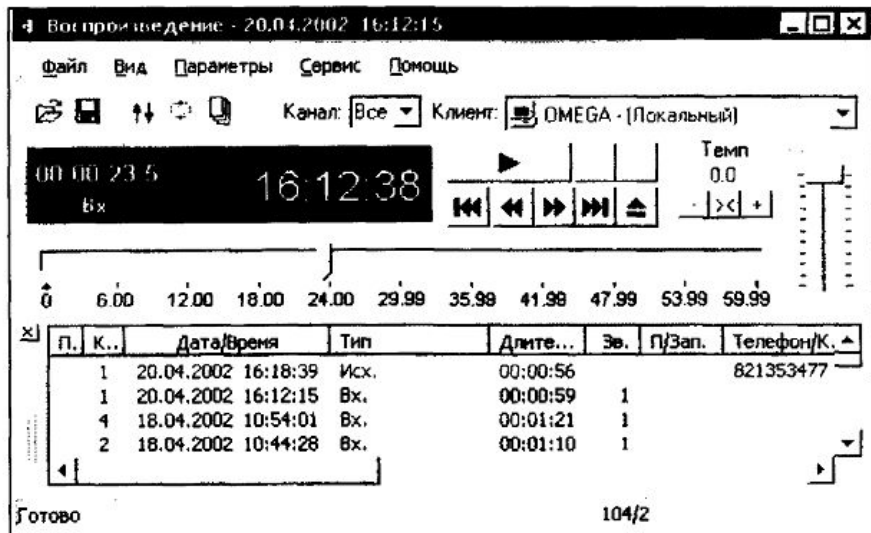 Воспроизведение - 20.04.2002 16:12:15
Файл Вид Параметры Сервис Помощь
Канал: Все Клиент: OMEGA - (Локальный)
00:00:23.5 16:12:38 Темп
0.0
Вх - >< +
0 6.00 12.00 18.00 24.00 29.99 35.99 41.98 47.99 53.99 59.99
П. К... Дата/Время Тип Длите... Зв. П/Зап. Телефон/К.
1 20.04.2002 16:18:39 Исх. 00:00:56 821353477
1 20.04.2002 16:12:15 Вх. 00:00:59 1
4 18.04.2002 10:54:01 Вх. 00:01:21 1
2 18.04.2002 10:44:28 Вх. 00:01:10 1
Готово 104/2